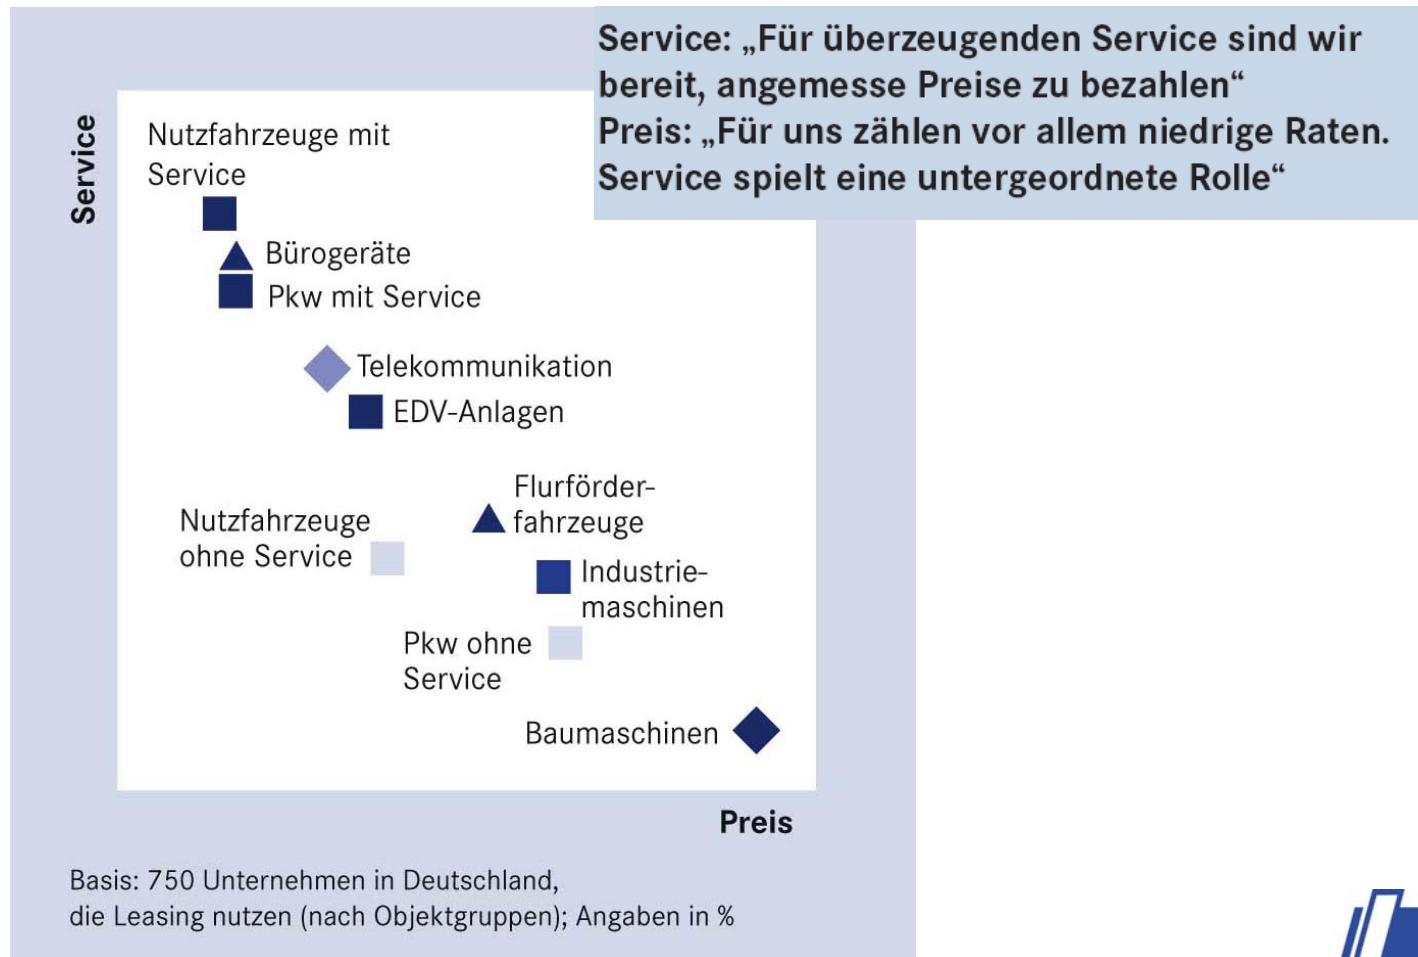 Service: „Für überzeugenden Service sind wir
bereit, angemesse Preise zu bezahlen“
Preis: „Für uns zählen vor allem niedrige Raten.
Service spielt eine untergeordnete Rolle“
Service
Nutzfahrzeuge mit
Service
Bürogeräte
Pkw mit Service
Telekommunikation
EDV-Anlagen
Flurförder-
fahrzeuge
Nutzfahrzeuge
ohne Service
Industrie-
maschinen
Pkw ohne
Service
Baumaschinen
Preis
Basis: 750 Unternehmen in Deutschland,
die Leasing nutzen (nach Objektgruppen); Angaben in %